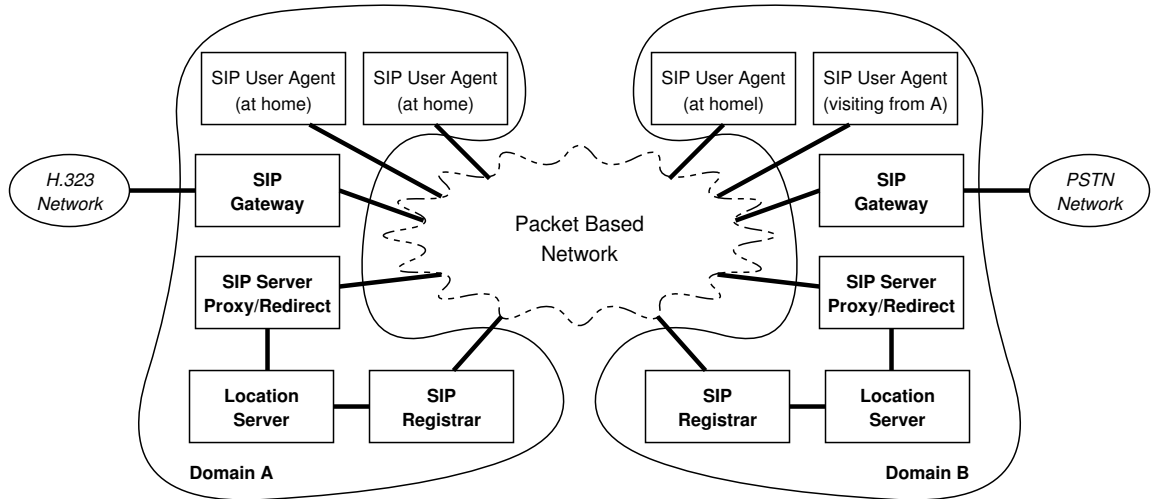 SIP User Agent
(at home)
SIP User Agent
(at home)
SIP User Agent
(at homel)
SIP User Agent
(visiting from A)
H.323
Network
SIP
Gateway
Packet Based
Network
SIP
Gateway
PSTN
Network
SIP Server
Proxy/Redirect
SIP Server
Proxy/Redirect
Location
Server
SIP
Registrar
SIP
Registrar
Location
Server
Domain A
Domain B